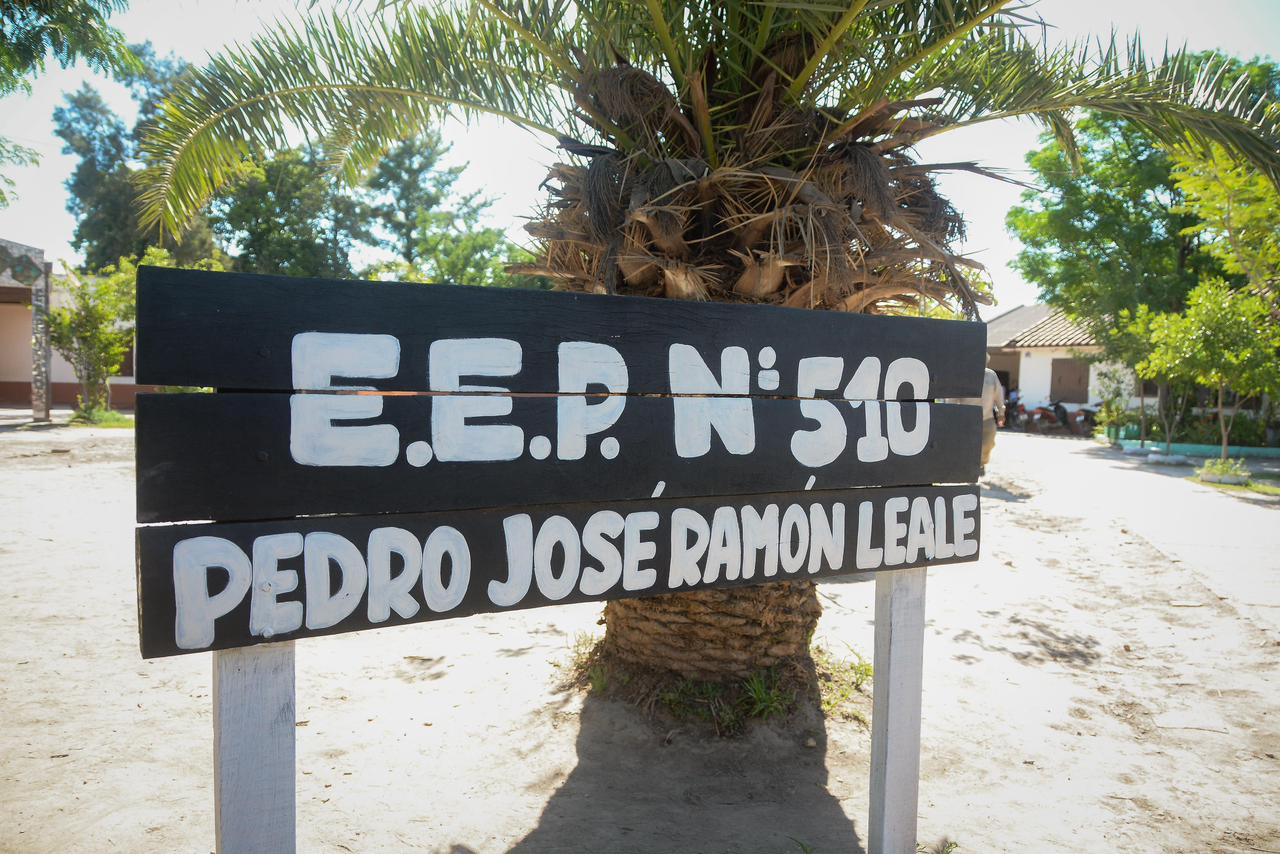 E.E.P. Nº: 510
PEDRO JOSÉ RAMÓN LEALE